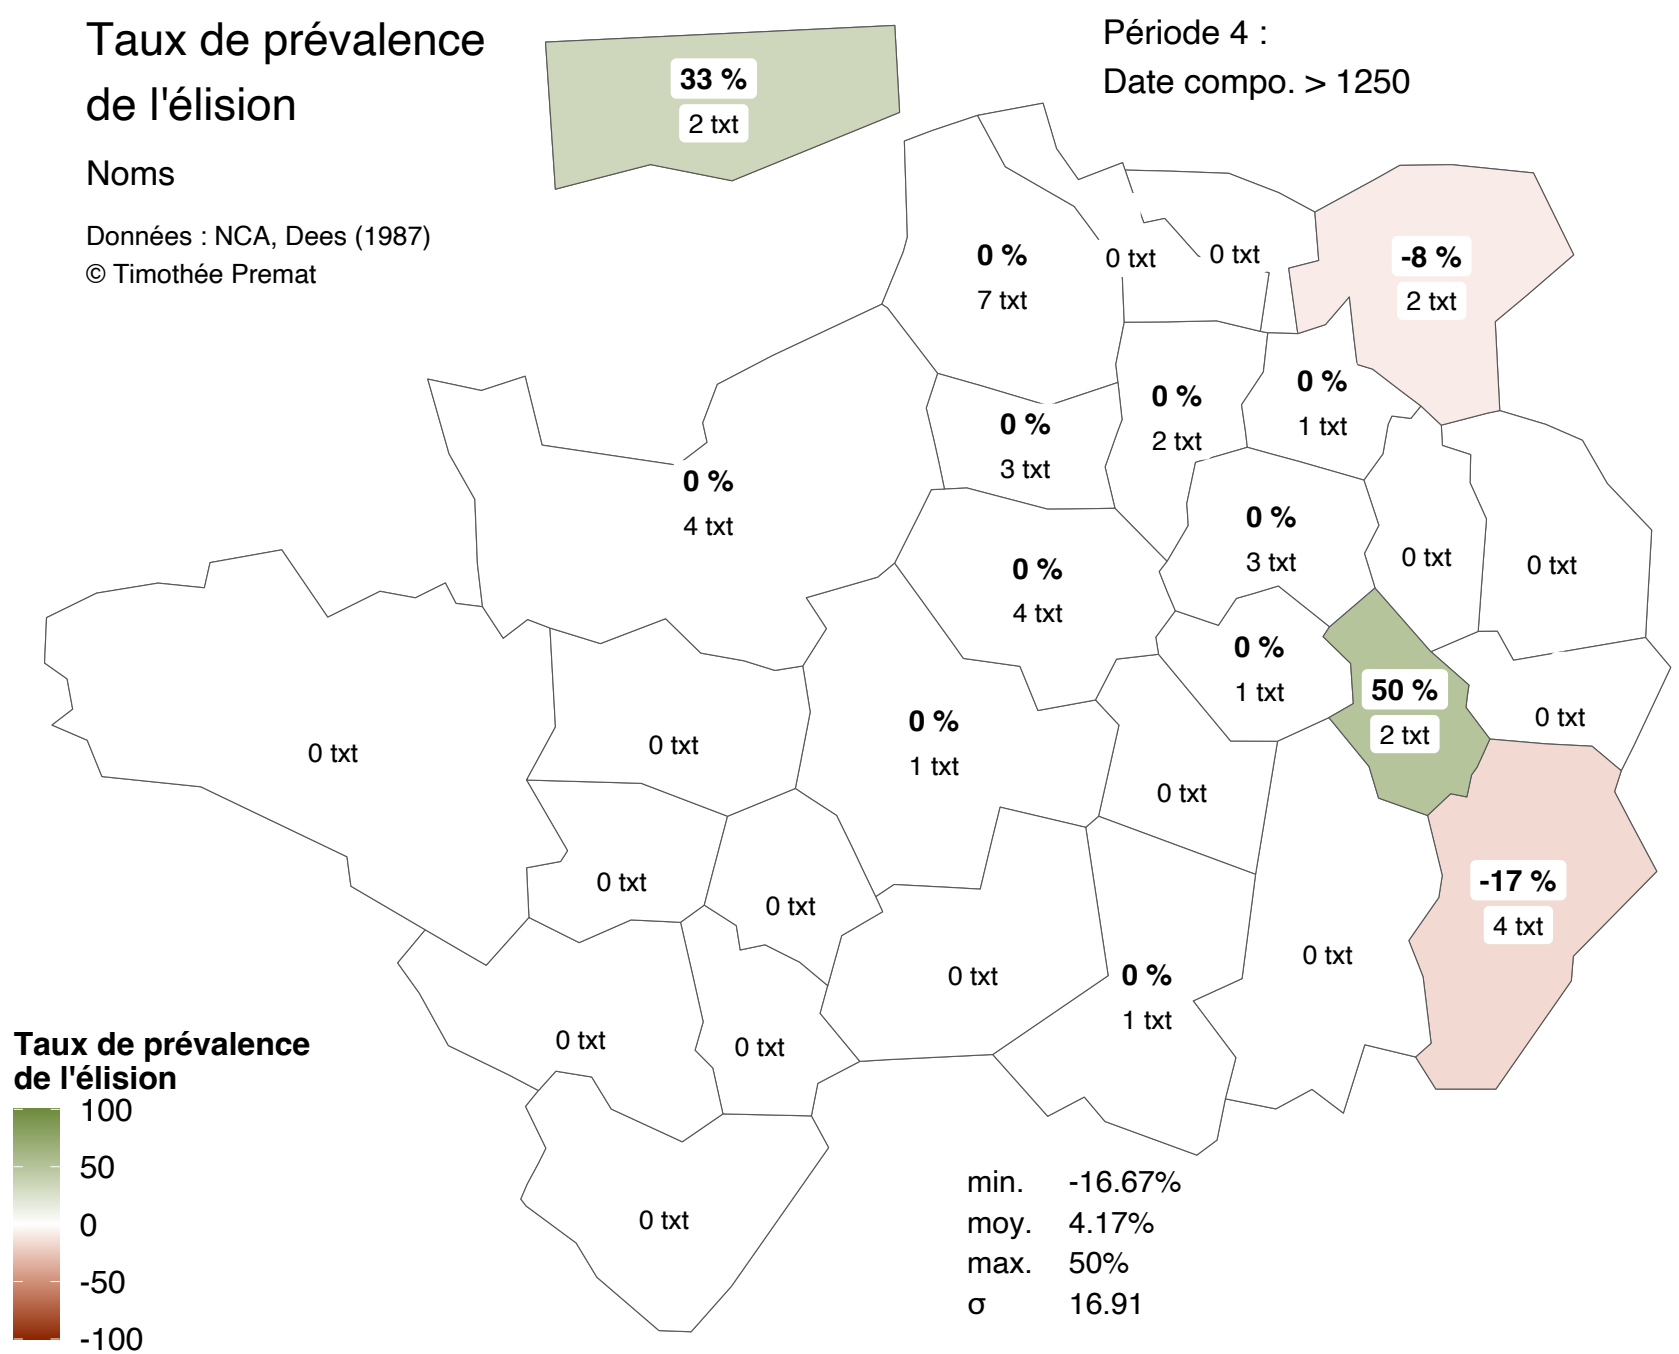 Taux de prévalence
de l'élision
Noms
Données : NCA, Dees (1987)
© Timothée Premat
Période 4 :
Date compo. > 1250
33 %
2 txt
0 %
7 txt
0 txt
0 txt
-8 %
2 txt
0 %
3 txt
0 %
2 txt
0 %
1 txt
0 %
4 txt
0 %
4 txt
0 %
3 txt
0 txt
0 txt
0 %
1 txt
50 %
2 txt
0 txt
0 txt
0 txt
0 %
1 txt
0 txt
0 txt
0 txt
-17 %
4 txt
0 txt
0 %
1 txt
0 txt
0 txt
0 txt
0 txt
Taux de prévalence
de l'élision
100
50
0
-50
-100
min. -16.67%
moy. 4.17%
max. 50%
σ 16.91